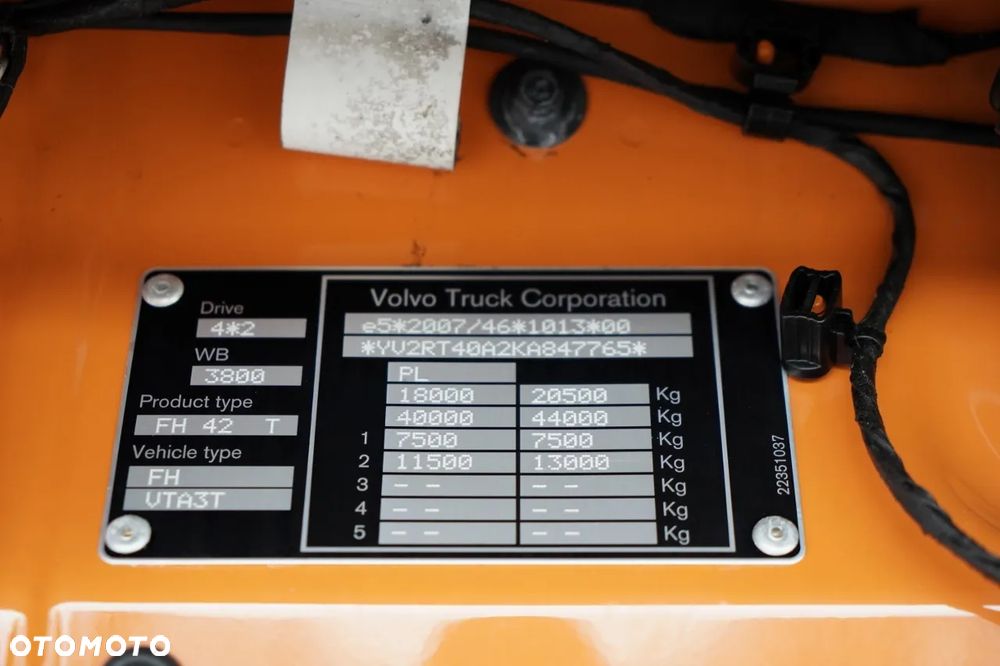 Drive
4*2
WB
3800
Product type
FH 42 T
Vehicle type
FH
VTA3T
Volvo Truck Corporation
e5*2007/46*1013*00
*YV2RT40A2KA847765*
PL
18000 20500 Kg
40000 44000 Kg
1 7500 7500 Kg
2 11500 13000 Kg
3 -- -- Kg
4 -- -- Kg
5 -- -- Kg
22351037
OTOMOTO